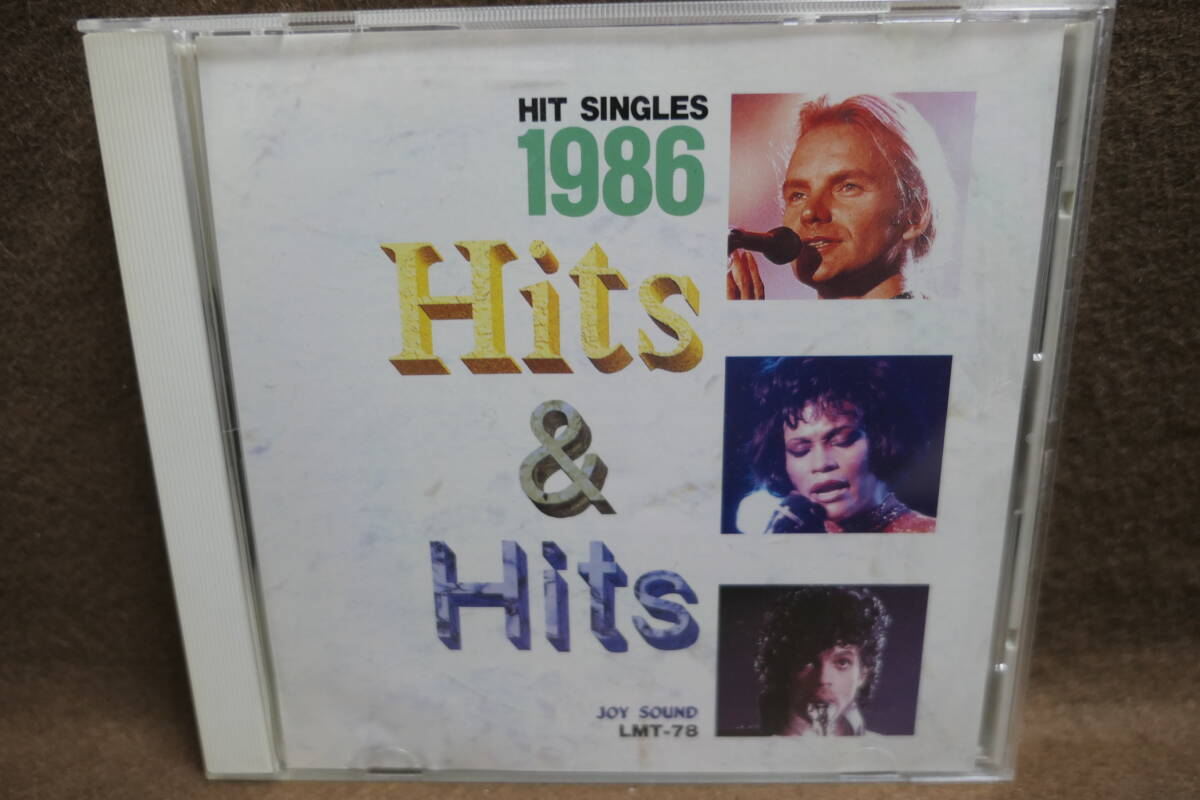 HIT SINGLES
1986
Hits
&
Hits
JOY SOUND
LMT-78